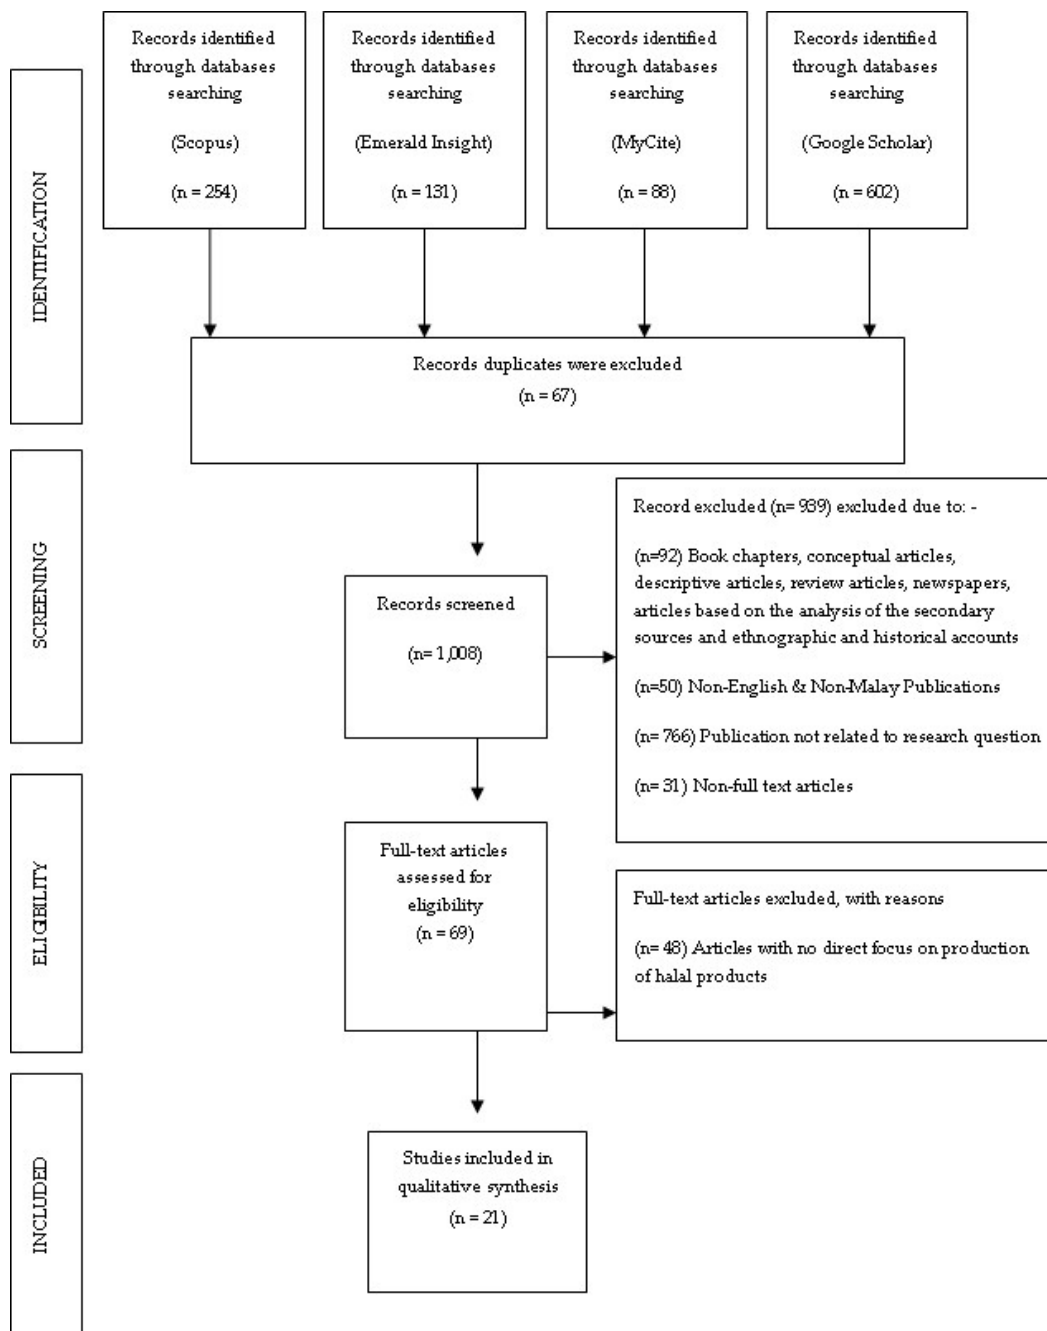 Records identified
through databases
searching
(Scopus)
(n = 254)
Records identified
through databases
searching
(Emerald Insight)
(n = 131)
Records identified
through databases
searching
(MyCite)
(n = 88)
Records identified
through databases
searching
(Google Scholar)
(n = 602)
IDENTIFICATION
Records duplicates were excluded
(n = 67)
SCREENING
Records screened
(n= 1,008)
Record excluded (n= 939) excluded due to: -
(n=92) Book chapters, conceptual articles,
descriptive articles, review articles, newspapers,
articles based on the analysis of the secondary
sources and ethnographic and historical accounts
(n=50) Non-English & Non-Malay Publications
(n= 766) Publication not related to research question
(n= 31) Non-full text articles
ELIGIBILITY
Full-text articles
assessed for
eligibility
(n = 69)
Full-text articles excluded, with reasons
(n= 48) Articles with no direct focus on production
of halal products
INCLUDED
Studies included in
qualitative synthesis
(n = 21)